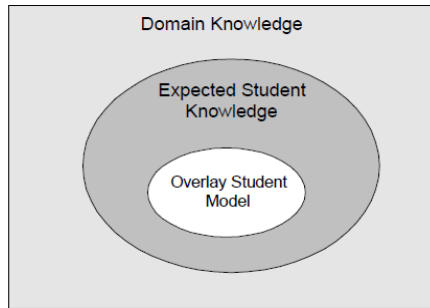 Domain Knowledge
Expected Student
Knowledge
Overlay Student
Model